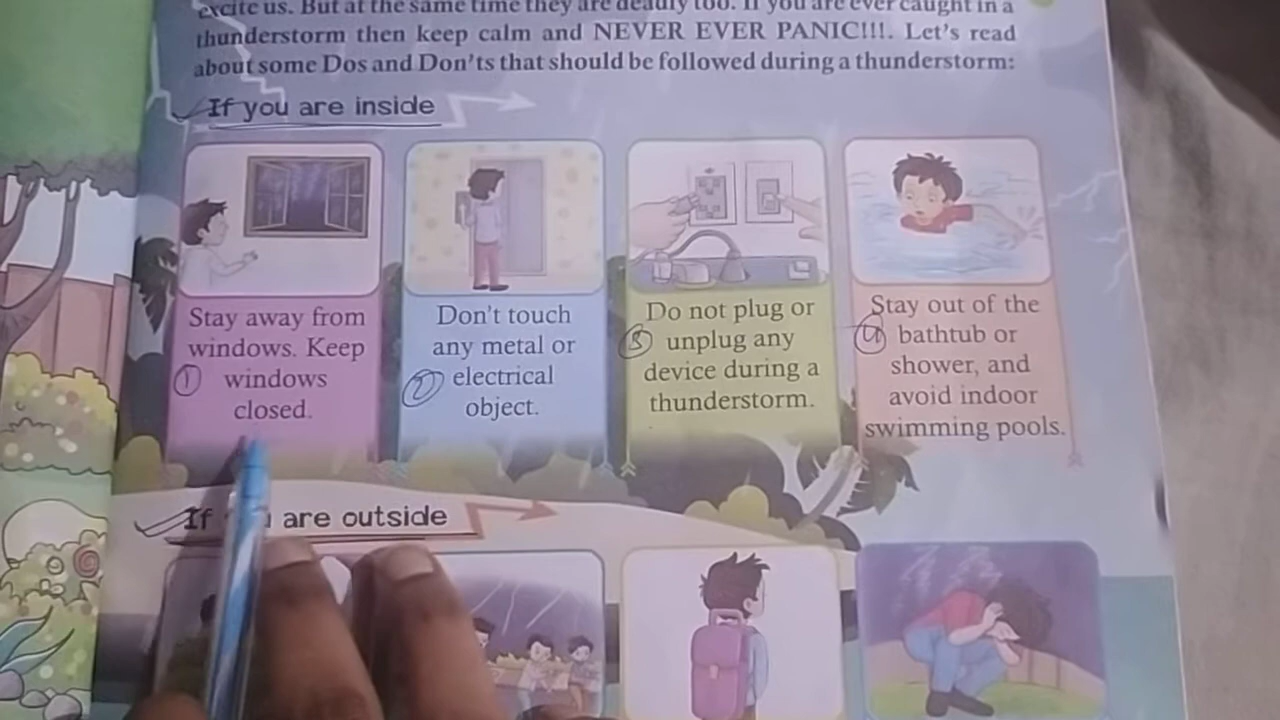 excite us. But at the same time they are deadly too. If you are ever caught in a
thunderstorm then keep calm and NEVER EVER PANIC!!!. Let's read
about some Dos and Don'ts that should be followed during a thunderstorm:
If you are inside
Stay away from
windows. Keep
① windows
closed.
Don't touch
any metal or
② electrical
object.
Do not plug or
③ unplug any
device during a
thunderstorm.
Stay out of the
④ bathtub or
shower, and
avoid indoor
swimming pools.
If are outside